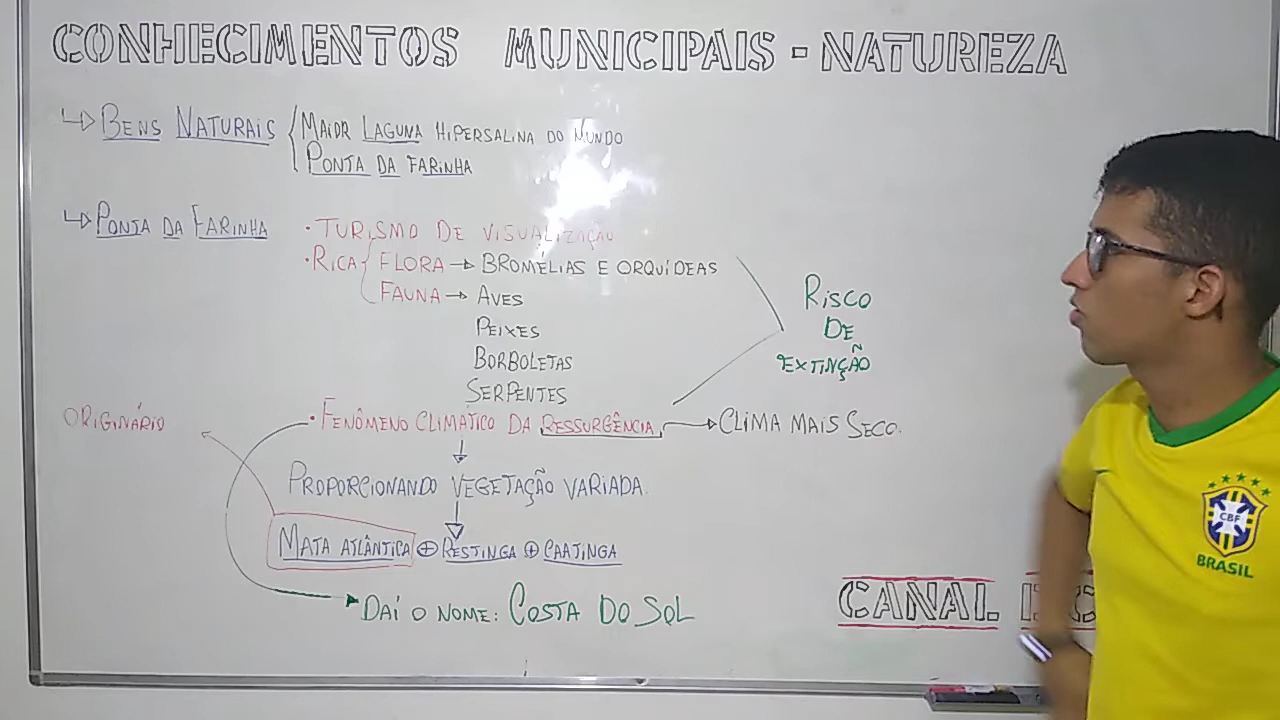 CONHECIMENTOS MUNICIPAIS - NATUREZA
BENS NATURAIS MAIOR LAGUNA HIPERSALINA DO MUNDO
PONTA DA FARINHA
PONTA DA FARINHA • TURISMO DE VISUALIZAÇÃO
• RICA FLORA → BROMÉLIAS E ORQUÍDEAS
FAUNA → AVES
PEIXES
BORBOLETAS
SERPENTES
RISCO
DE
EXTINÇÃO
ORIGINÁRIO • FENÔMENO CLIMÁTICO DA RESSURGÊNCIA → CLIMA MAIS SECO.
PROPORCIONANDO VEGETAÇÃO VARIADA.
MATA ATLÂNTICA ⊕ RESTINGA ⊕ CAATINGA
DAÍ O NOME: COSTA DO SOL
CANAL
CBF
BRASIL